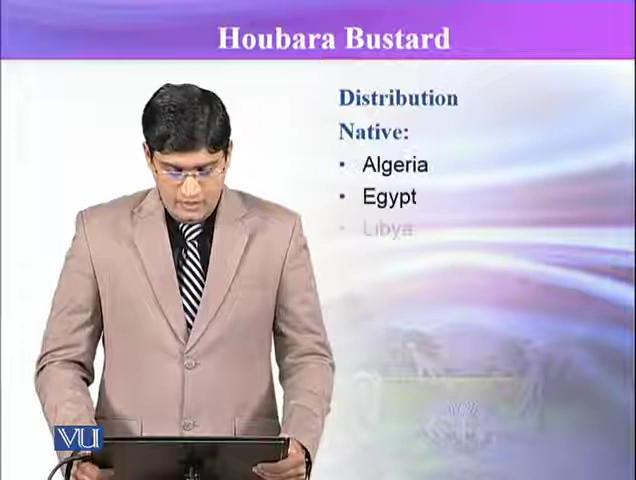 Houbara Bustard
Distribution
Native:
• Algeria
• Egypt
• Libya
VU